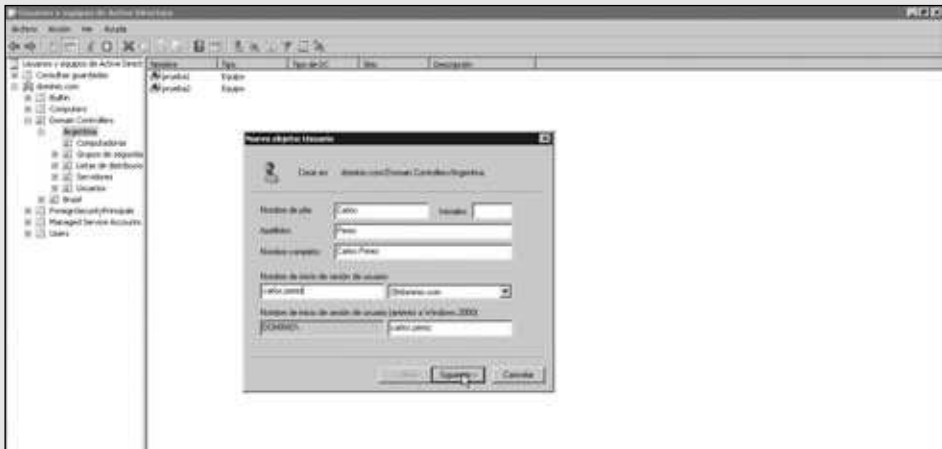 Usuarios y equipos de Active Directory
Archivo Acción Ver Ayuda
Usuarios y equipos de Active Direct
Consultas guardadas
dominio.com
Builtin
Computers
Domain Controllers
Argentina
Computadoras
Grupos de segurida
Listas de distribució
Servidores
Usuarios
Brasil
ForeignSecurityPrincipals
Managed Service Accounts
Users
Nombre Tipo Tipo de DC Sitio Descripción
prueba1 Equipo
prueba2 Equipo
Nuevo objeto: Usuario
Crear en: dominio.com/Domain Controllers/Argentina
Nombre de pila: Carlos Iniciales:
Apellidos: Perez
Nombre completo: Carlos Perez
Nombre de inicio de sesión de usuario:
carlos.perez @dominio.com
Nombre de inicio de sesión de usuario (anterior a Windows 2000):
DOMINIO\ carlos.perez
Siguiente > Cancelar